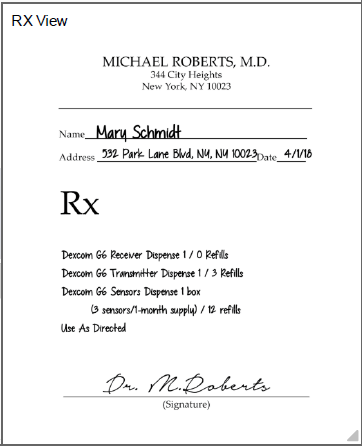 RX View
MICHAEL ROBERTS, M.D.
344 City Heights
New York, NY 10023
Name Mary Schmidt
Address 532 Park Lane Blvd, NY, NY 10023 Date 4/1/18
Rx
Dexcom G6 Receiver Dispense 1 / 0 Refills
Dexcom G6 Transmitter Dispense 1 / 3 Refills
Dexcom G6 Sensors Dispense 1 box
(3 sensors/1-month supply) / 12 refills
Use As Directed
Dr. M.Roberts
(Signature)